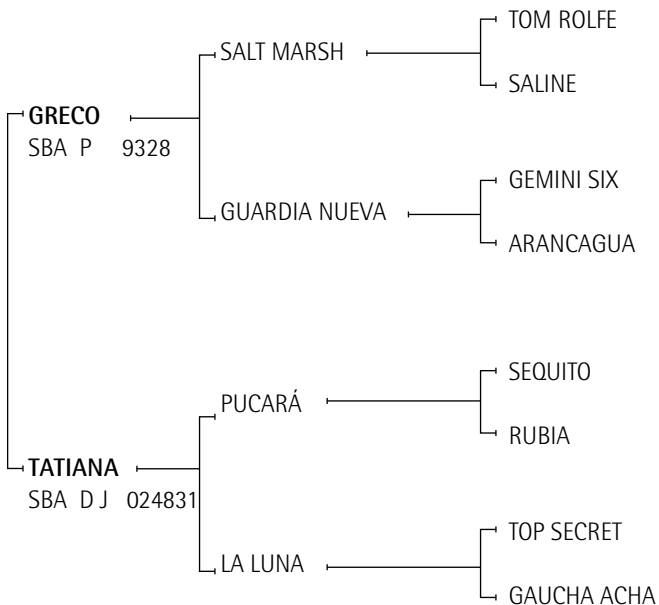 TOM ROLFE
SALT MARSH
SALINE
GRECO
SBA P 9328
GEMINI SIX
GUARDIA NUEVA
ARANCAGUA
SEQUITO
PUCARÁ
RUBIA
TATIANA
SBA D J 024831
TOP SECRET
LA LUNA
GAUCHA ACHA